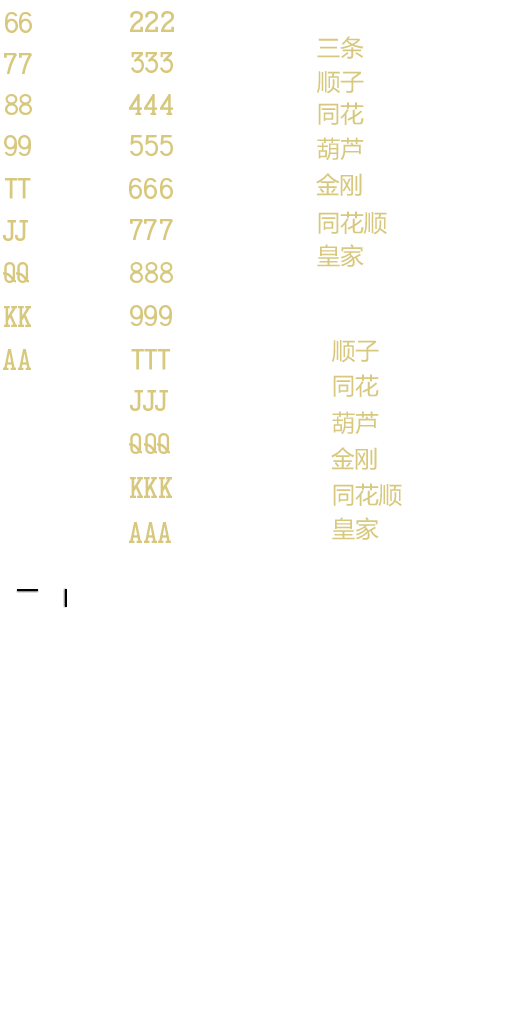 66
77
88
99
TT
JJ
QQ
KK
AA
222
333
444
555
666
777
888
999
TTT
JJJ
QQQ
KKK
AAA
三条
顺子
同花
葫芦
金刚
同花顺
皇家
顺子
同花
葫芦
金刚
同花顺
皇家